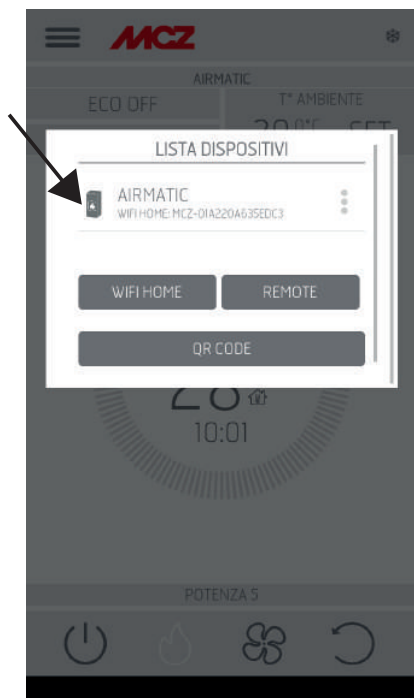 MCZ
AIRMATIC
ECO OFF
T° AMBIENTE
SET
LISTA DISPOSITIVI
AIRMATIC
WIFI HOME: MCZ-01A220A635EDC3
WIFI HOME
REMOTE
QR CODE
10:01
POTENZA 5